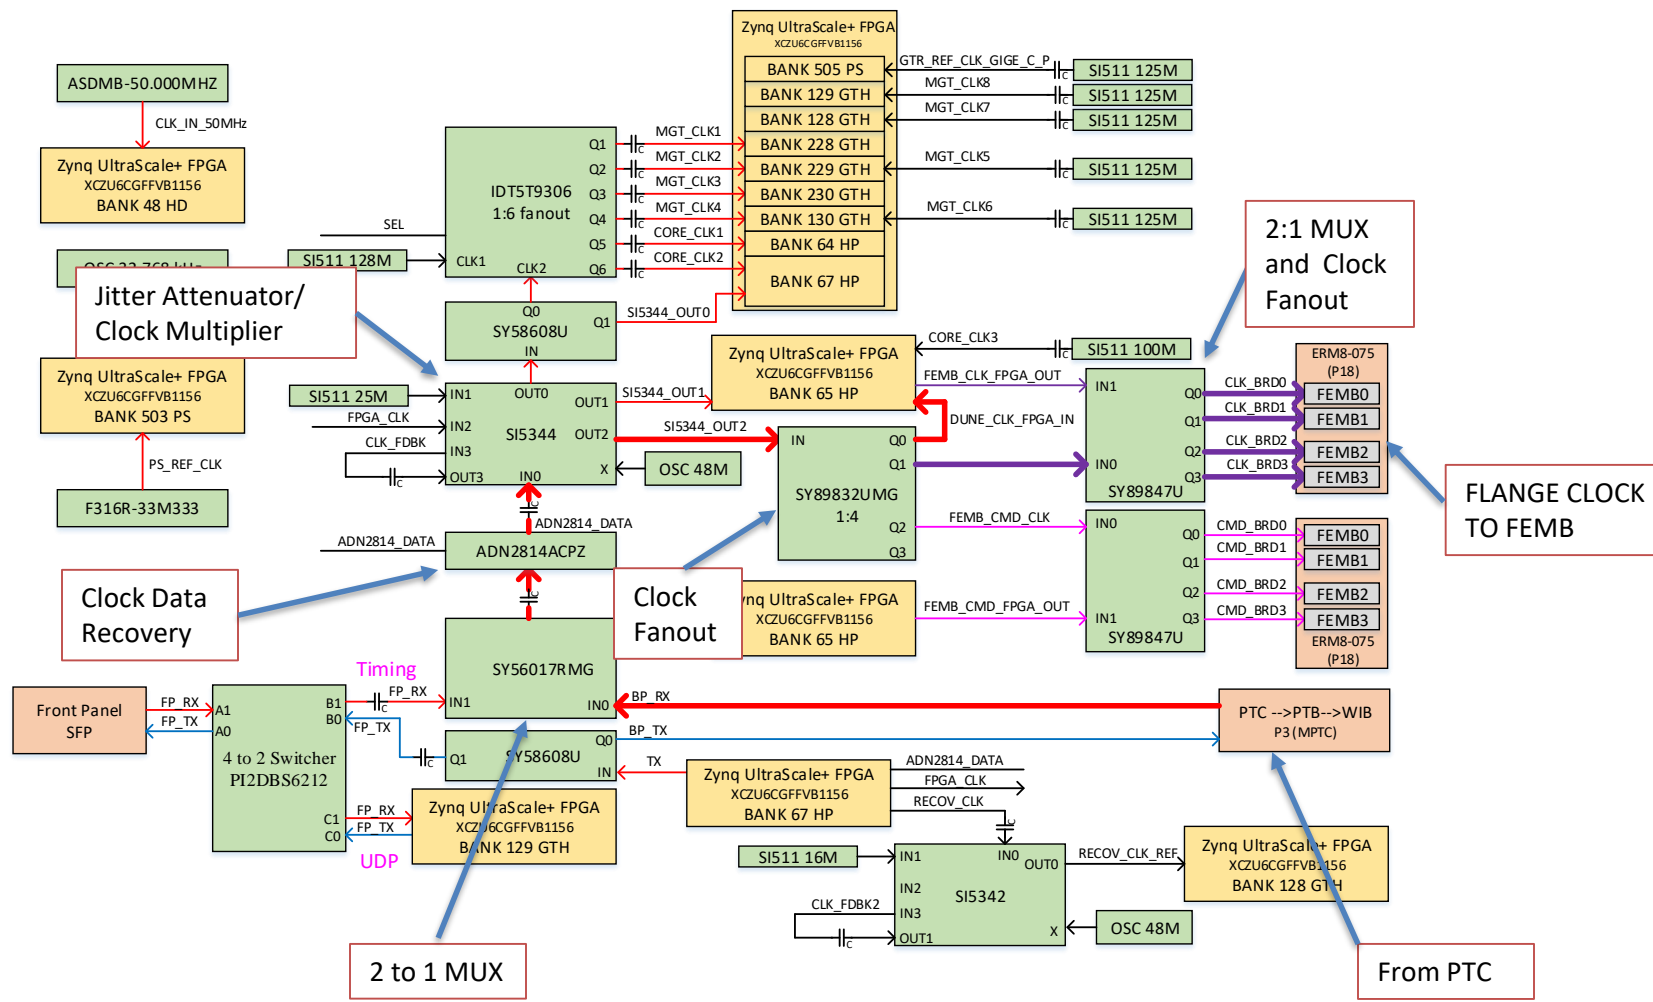 Zynq UltraScale+ FPGA
XCZU6CGFFVB1156
BANK 505 PS
BANK 129 GTH
BANK 128 GTH
BANK 228 GTH
BANK 229 GTH
BANK 230 GTH
BANK 130 GTH
BANK 64 HP
BANK 67 HP
GTR_REF_CLK_GIGE_C_P
C
SI511 125M
MGT_CLK8
C
SI511 125M
MGT_CLK7
C
SI511 125M
MGT_CLK5
C
SI511 125M
MGT_CLK6
C
SI511 125M
ASDMB-50.000MHZ
CLK_IN_50MHz
Zynq UltraScale+ FPGA
XCZU6CGFFVB1156
BANK 48 HD
Jitter Attenuator/
Clock Multiplier
Zynq UltraScale+ FPGA
XCZU6CGFFVB1156
BANK 503 PS
PS_REF_CLK
F316R-33M333
IDT5T9306
1:6 fanout
SEL
SI511 128M
CLK1
CLK2
Q1
Q2
Q3
Q4
Q5
Q6
C
MGT_CLK1
C
MGT_CLK2
C
MGT_CLK3
C
MGT_CLK4
C
CORE_CLK1
C
CORE_CLK2
Q0
Q1
SY58608U
IN
SI5344_OUT0
SI511 25M
FPGA_CLK
CLK_FDBK
C
IN1
IN2
IN3
OUT3
OUT0
OUT1
OUT2
SI5344
X
IN0
SI5344_OUT1
SI5344_OUT2
OSC 48M
C
ADN2814_DATA
ADN2814_DATA
ADN2814ACPZ
C
Clock Data
Recovery
Zynq UltraScale+ FPGA
XCZU6CGFFVB1156
BANK 65 HP
CORE_CLK3
C
SI511 100M
FEMB_CLK_FPGA_OUT
DUNE_CLK_FPGA_IN
IN
Q0
Q1
SY89832UMG
1:4
Q2
Q3
FEMB_CMD_CLK
Clock
Fanout
2:1 MUX
and Clock
Fanout
IN1
IN0
Q0
Q1
Q2
Q3
SY89847U
CLK_BRD0
CLK_BRD1
CLK_BRD2
CLK_BRD3
ERM8-075
(P18)
FEMB0
FEMB1
FEMB2
FEMB3
FLANGE CLOCK
TO FEMB
IN0
IN1
Q0
Q1
Q2
Q3
SY89847U
CMD_BRD0
CMD_BRD1
CMD_BRD2
CMD_BRD3
FEMB0
FEMB1
FEMB2
FEMB3
ERM8-075
(P18)
UltraScale+ FPGA
XCZU6CGFFVB1156
BANK 65 HP
FEMB_CMD_FPGA_OUT
SY56017RMG
IN1
IN0
Timing
FP_RX
C
BP_RX
Front Panel
SFP
FP_RX
FP_TX
A1
A0
B1
B0
4 to 2 Switcher
PI2DBS6212
C1
C0
FP_TX
C
Q1
Q0
SY58608U
IN
BP_TX
TX
PTC -->PTB-->WIB
P3 (MPTC)
FP_RX
FP_TX
UDP
Zynq UltraScale+ FPGA
XCZU6CGFFVB1156
BANK 129 GTH
Zynq UltraScale+ FPGA
XCZU6CGFFVB1156
BANK 67 HP
ADN2814_DATA
FPGA_CLK
RECOV_CLK
C
SI511 16M
IN1
IN2
IN3
OUT1
IN0
OUT0
SI5342
X
CLK_FDBK2
C
RECOV_CLK_REF
OSC 48M
Zynq UltraScale+ FPGA
XCZU6CGFFVB1156
BANK 128 GTH
2 to 1 MUX
From PTC